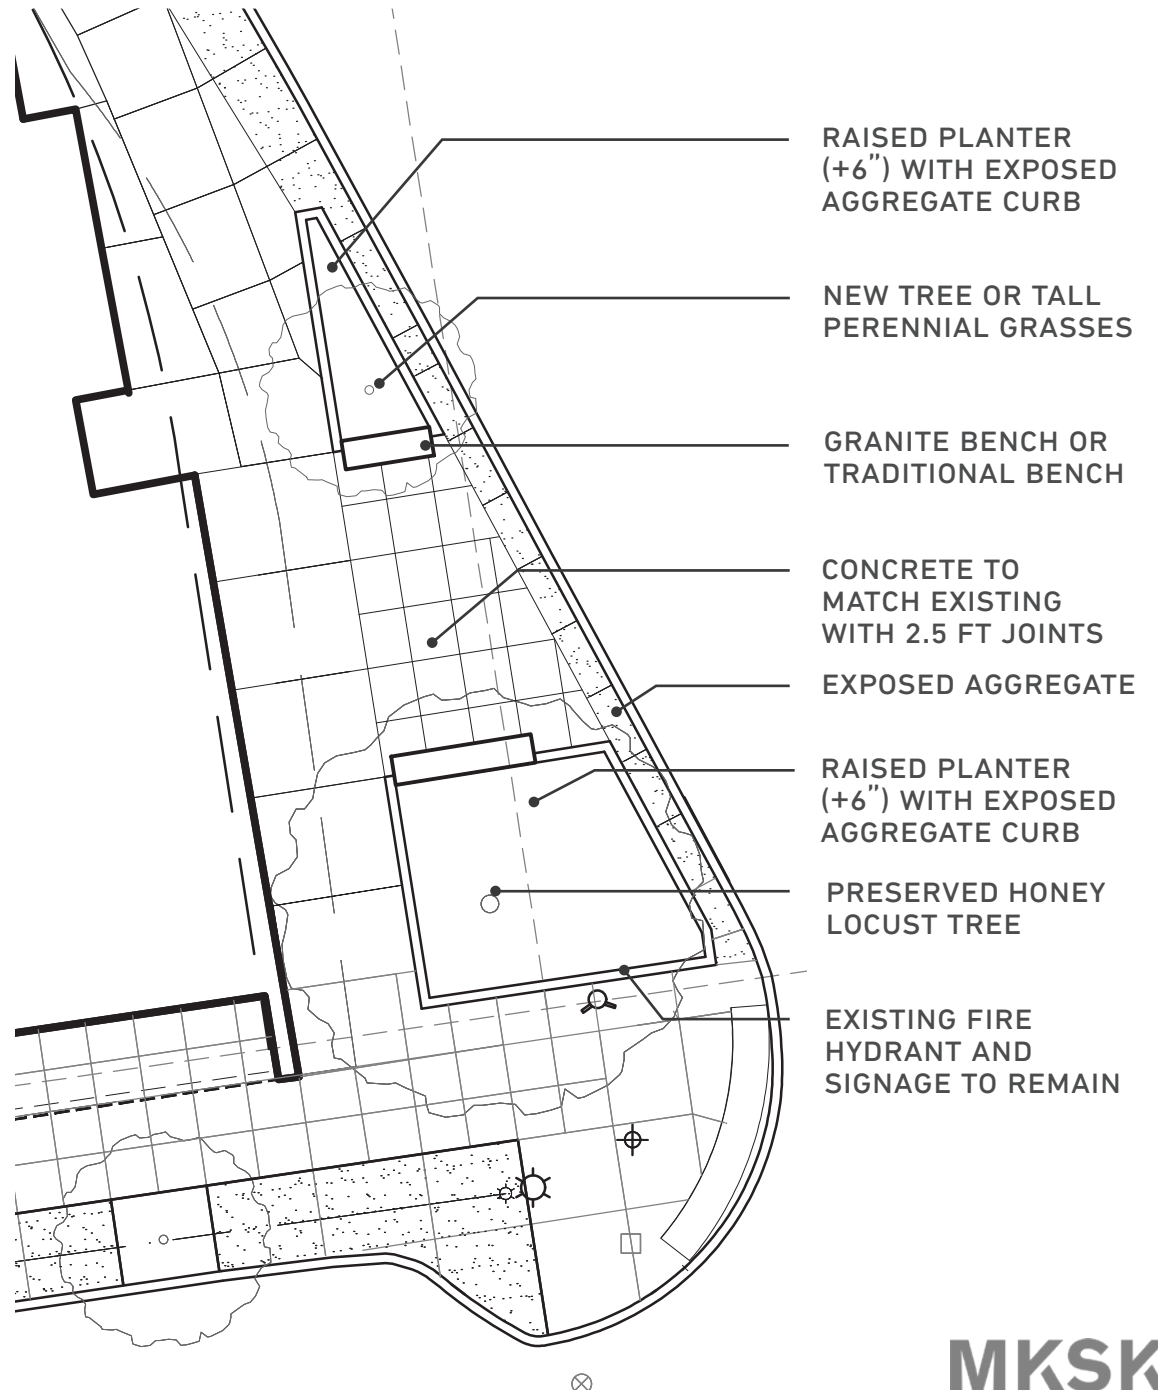 RAISED PLANTER
(+6") WITH EXPOSED
AGGREGATE CURB
NEW TREE OR TALL
PERENNIAL GRASSES
GRANITE BENCH OR
TRADITIONAL BENCH
CONCRETE TO
MATCH EXISTING
WITH 2.5 FT JOINTS
EXPOSED AGGREGATE
RAISED PLANTER
(+6") WITH EXPOSED
AGGREGATE CURB
PRESERVED HONEY
LOCUST TREE
EXISTING FIRE
HYDRANT AND
SIGNAGE TO REMAIN
MKSK